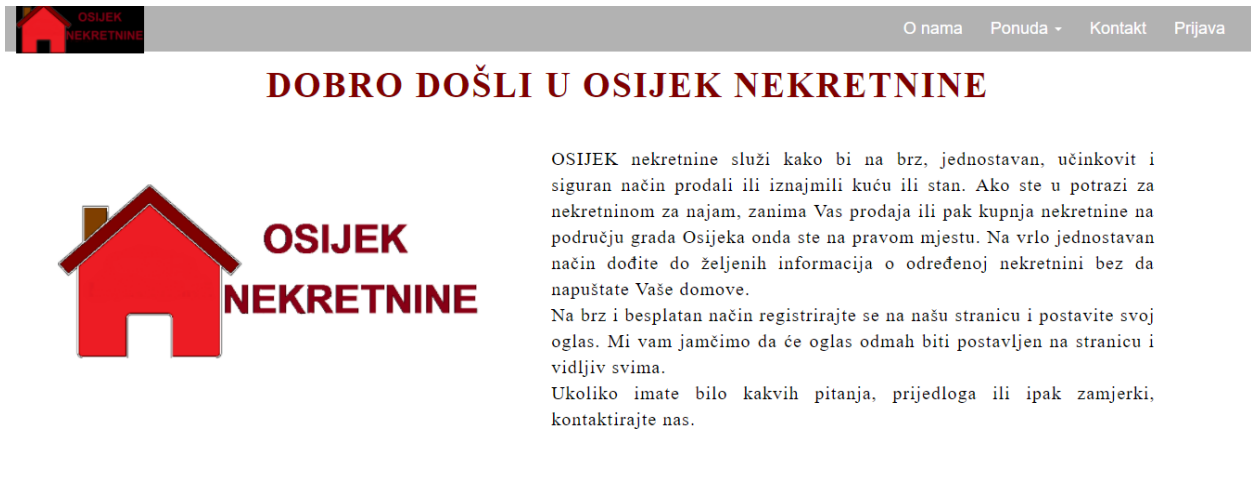 OSIJEK
NEKRETNINE
O nama Ponuda Kontakt Prijava
DOBRO DOŠLI U OSIJEK NEKRETNINE
OSIJEK
NEKRETNINE
OSIJEK nekretnine služi kako bi na brz, jednostavan, učinkovit i
siguran način prodali ili iznajmili kuću ili stan. Ako ste u potrazi za
nekretninom za najam, zanima Vas prodaja ili pak kupnja nekretnine na
području grada Osijeka onda ste na pravom mjestu. Na vrlo jednostavan
način dođite do željenih informacija o određenoj nekretnini bez da
napuštate Vaše domove.
Na brz i besplatan način registrirajte se na našu stranicu i postavite svoj
oglas. Mi vam jamčimo da će oglas odmah biti postavljen na stranicu i
vidljiv svima.
Ukoliko imate bilo kakvih pitanja, prijedloga ili ipak zamjerki,
kontaktirajte nas.